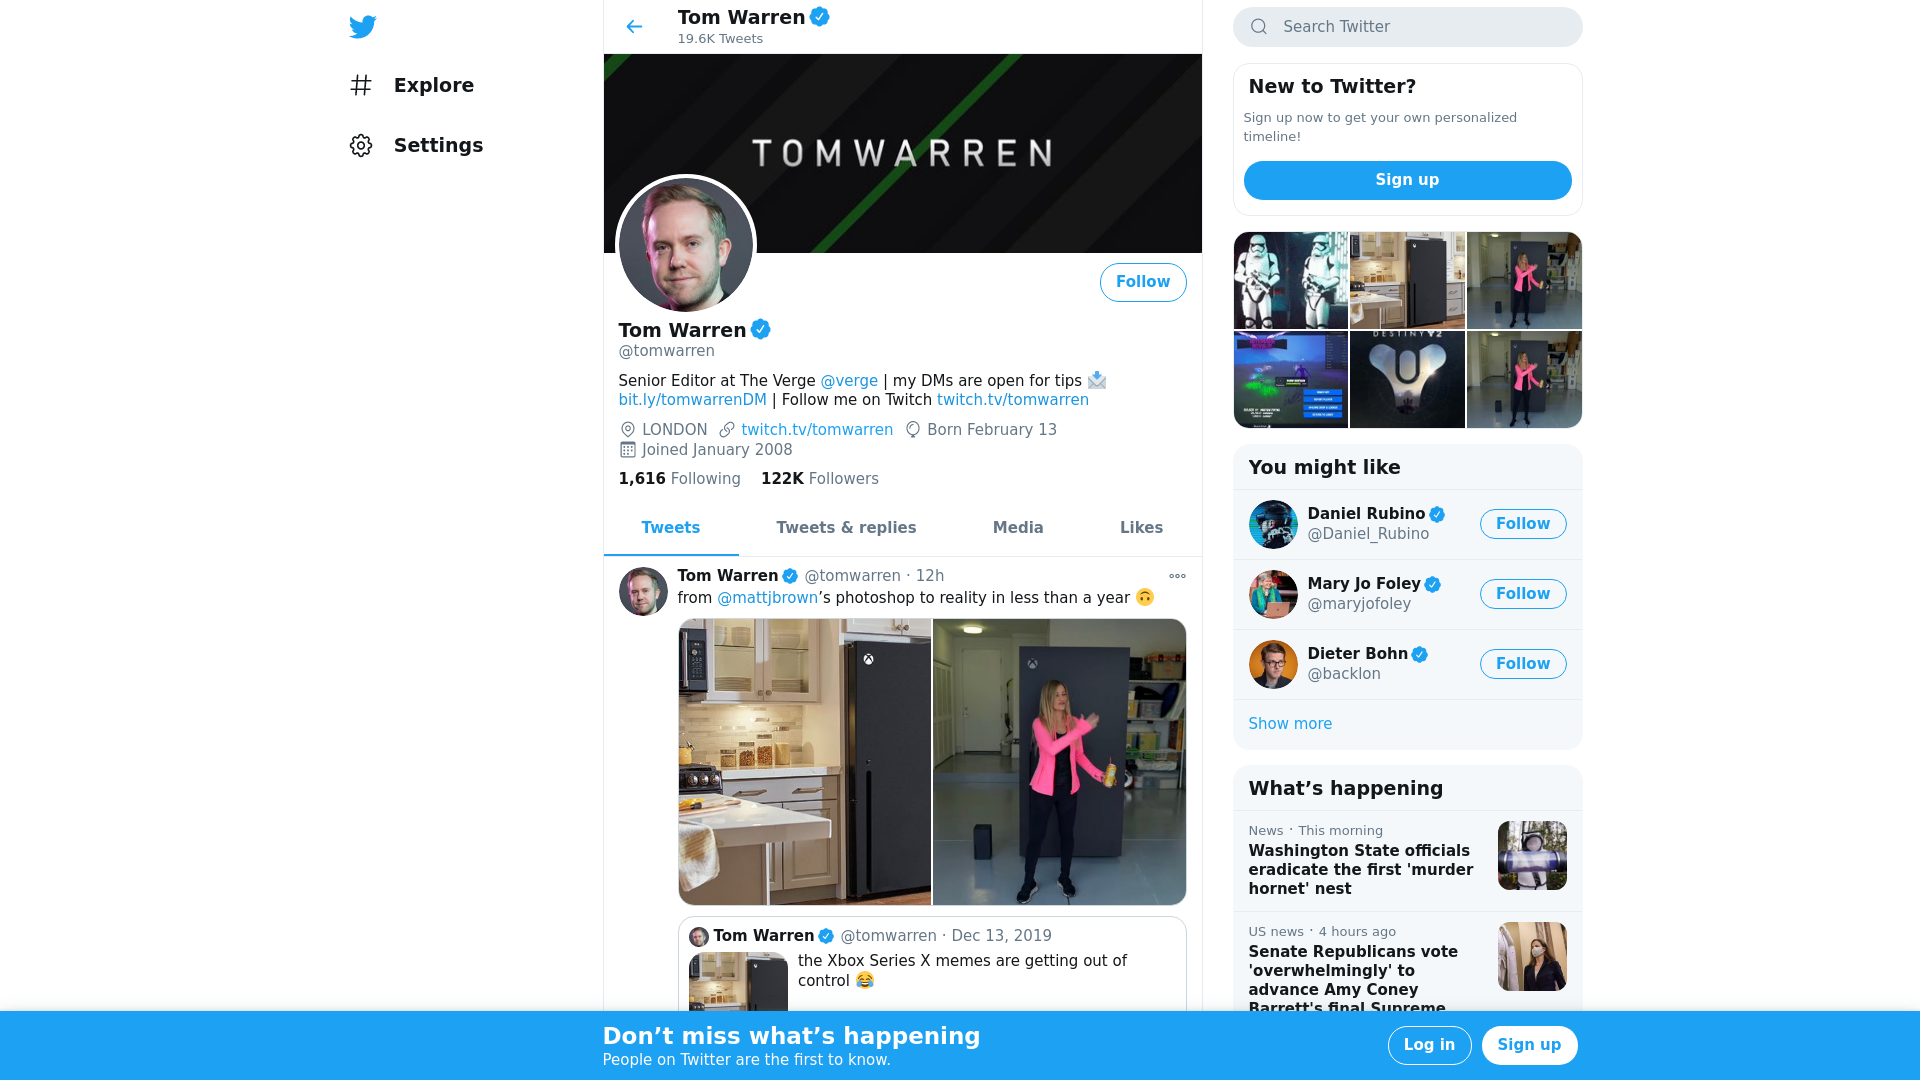 Explore
Settings
Tom Warren
19.6K Tweets
TOMWARREN
Follow
Tom Warren
@tomwarren
Senior Editor at The Verge @verge | my DMs are open for tips 📩
bit.ly/tomwarrenDM | Follow me on Twitch twitch.tv/tomwarren
LONDON twitch.tv/tomwarren Born February 13
Joined January 2008
1,616 Following 122K Followers
Tweets Tweets & replies Media Likes
Tom Warren @tomwarren · 12h
from @mattjbrown’s photoshop to reality in less than a year 🙃
Tom Warren @tomwarren · Dec 13, 2019
the Xbox Series X memes are getting out of
control 😂
Search Twitter
New to Twitter?
Sign up now to get your own personalized
timeline!
Sign up
DESTINY 2
You might like
Daniel Rubino
@Daniel_Rubino
Follow
Mary Jo Foley
@maryjofoley
Follow
Dieter Bohn
@backlon
Follow
Show more
What’s happening
News · This morning
Washington State officials
eradicate the first 'murder
hornet' nest
US news · 4 hours ago
Senate Republicans vote
'overwhelmingly' to
advance Amy Coney
Barrett's final Supreme
Don’t miss what’s happening
People on Twitter are the first to know.
Log in
Sign up